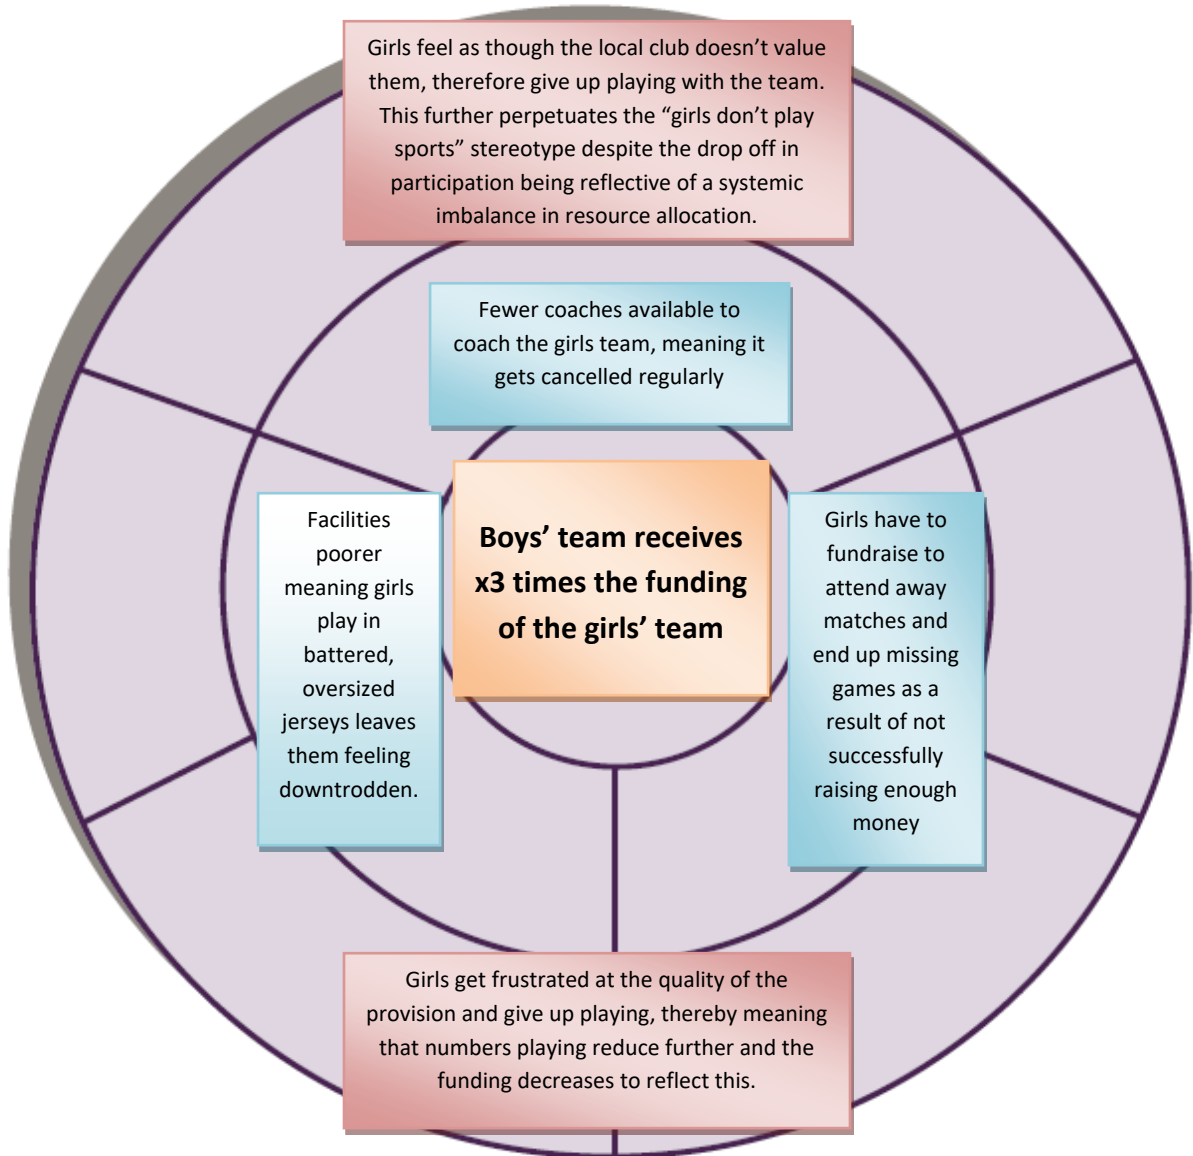 Girls feel as though the local club doesn’t value
them, therefore give up playing with the team.
This further perpetuates the “girls don’t play
sports” stereotype despite the drop off in
participation being reflective of a systemic
imbalance in resource allocation.
Fewer coaches available to
coach the girls team, meaning it
gets cancelled regularly
Facilities
poorer
meaning girls
play in
battered,
oversized
jerseys leaves
them feeling
downtrodden.
Boys’ team receives
x3 times the funding
of the girls’ team
Girls have to
fundraise to
attend away
matches and
end up missing
games as a
result of not
successfully
raising enough
money
Girls get frustrated at the quality of the
provision and give up playing, thereby meaning
that numbers playing reduce further and the
funding decreases to reflect this.